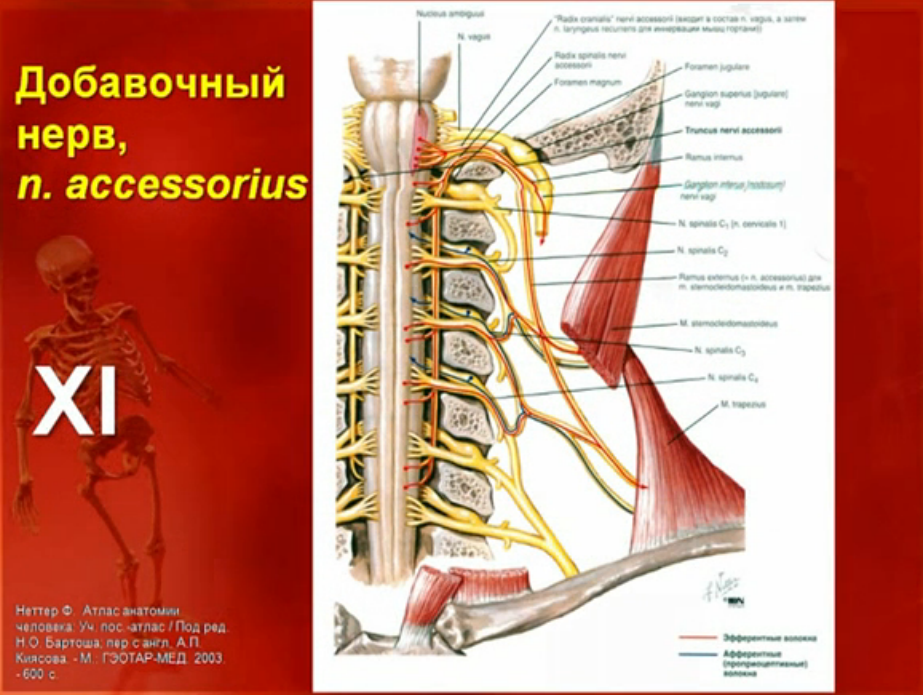 Добавочный
нерв,
n. accessorius
XI
Неттер Ф. Атлас анатомии
человека: Уч. пос.-атлас / Под ред.
Н.О. Бартоша; пер с англ. А.П.
Киясова. - М.: ГЭОТАР-МЕД, 2003.
- 600 с.
Nucleus ambiguus
N. vagus
"Radix cranialis" nervi accessorii (входит в состав n. vagus, а затем
n. laryngeus recurrens для иннервации мышц гортани))
Radix spinalis nervi
accessorii
Foramen magnum
Foramen jugulare
Ganglion superius (jugulare)
nervi vagi
Truncus nervi accessorii
Ramus internus
Ganglion inferius (nodosum)
nervi vagi
N. spinalis C1 (n. cervicalis 1)
N. spinalis C2
Ramus externus (n. accessorius) для
m. sternocleidomastoideus и m. trapezius
M. sternocleidomastoideus
N. spinalis C3
N. spinalis C4
M. trapezius
Эфферентные волокна
Афферентные
(проприоцептивные)
волокна